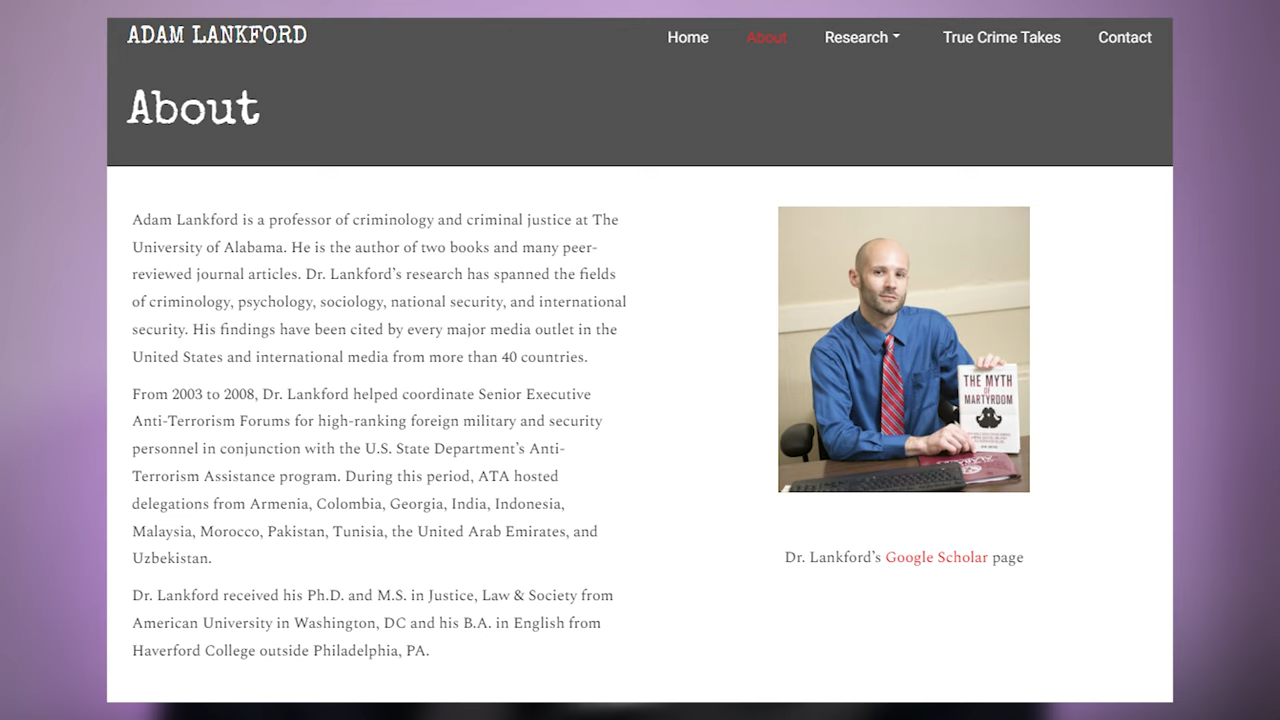 ADAM LANKFORD
Home
About
Research
True Crime Takes
Contact
About
Adam Lankford is a professor of criminology and criminal justice at The
University of Alabama. He is the author of two books and many peer-
reviewed journal articles. Dr. Lankford’s research has spanned the fields
of criminology, psychology, sociology, national security, and international
security. His findings have been cited by every major media outlet in the
United States and international media from more than 40 countries.
From 2003 to 2008, Dr. Lankford helped coordinate Senior Executive
Anti-Terrorism Forums for high-ranking foreign military and security
personnel in conjunction with the U.S. State Department’s Anti-
Terrorism Assistance program. During this period, ATA hosted
delegations from Armenia, Colombia, Georgia, India, Indonesia,
Malaysia, Morocco, Pakistan, Tunisia, the United Arab Emirates, and
Uzbekistan.
Dr. Lankford received his Ph.D. and M.S. in Justice, Law & Society from
American University in Washington, DC and his B.A. in English from
Haverford College outside Philadelphia, PA.
THE MYTH
OF
MARTYRDOM
Dr. Lankford’s Google Scholar page